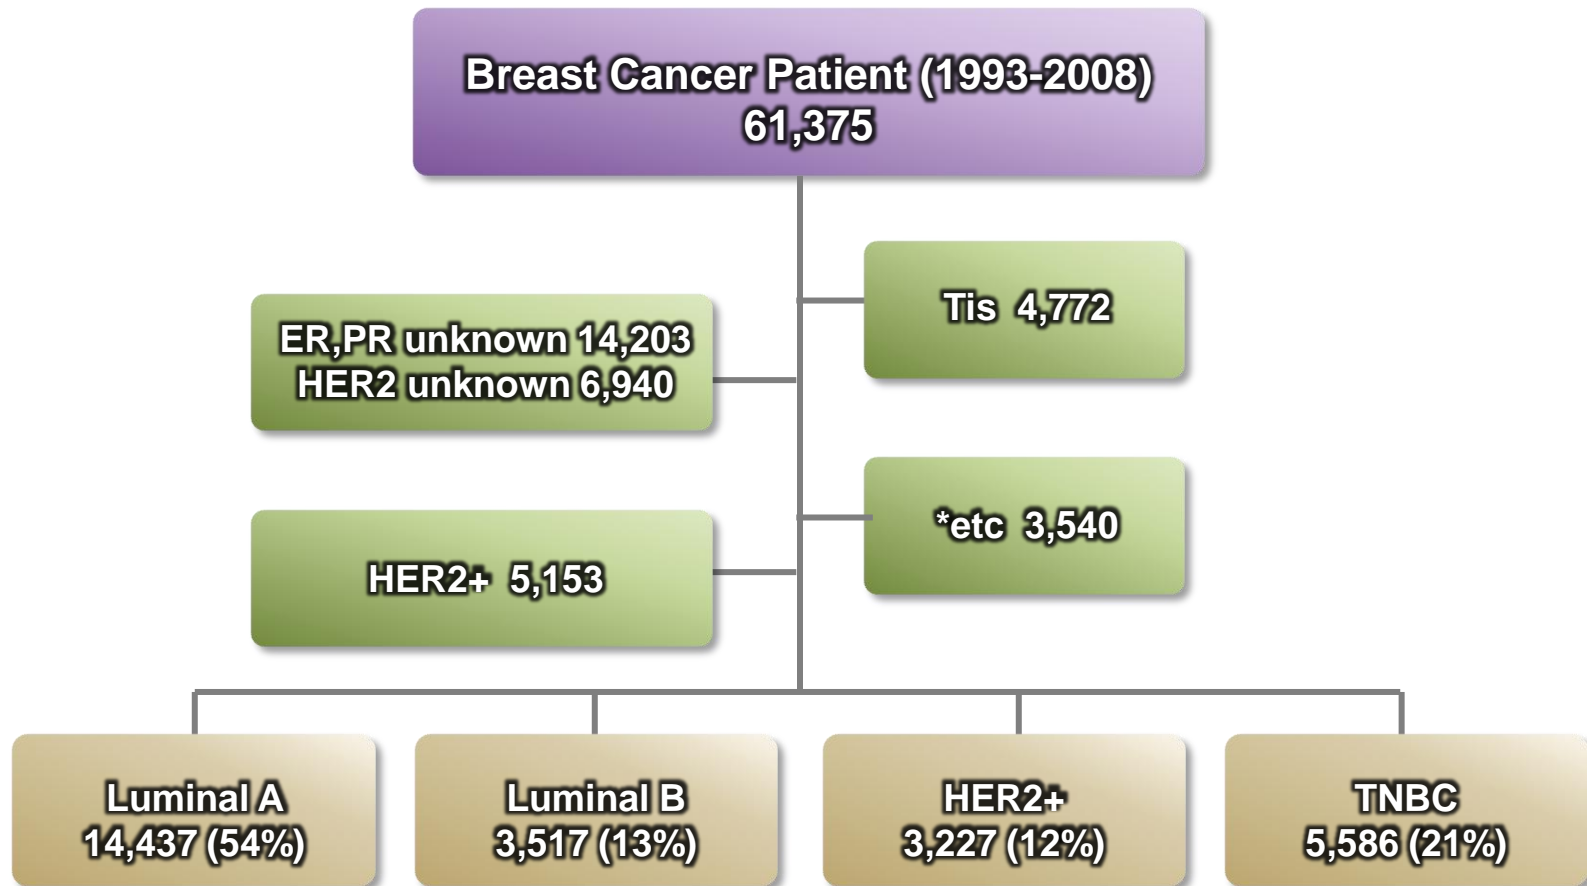 Breast Cancer Patient (1993-2008)
61,375
Tis 4,772
ER,PR unknown 14,203
HER2 unknown 6,940
*etc 3,540
HER2+ 5,153
Luminal A
14,437 (54%)
Luminal B
3,517 (13%)
HER2+
3,227 (12%)
TNBC
5,586 (21%)